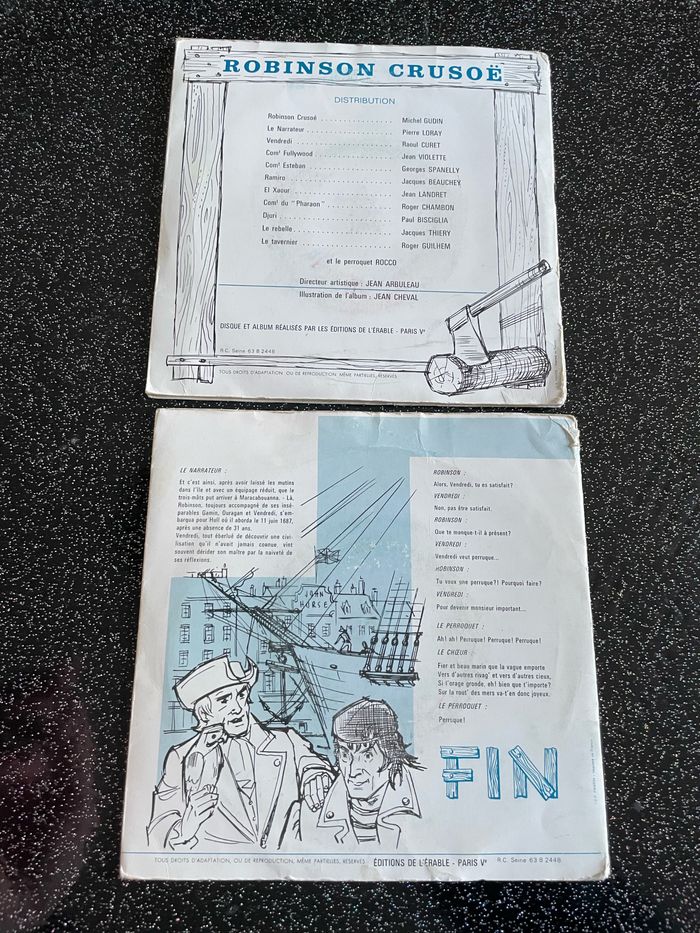 ROBINSON CRUSOË
DISTRIBUTION
Robinson Crusoé . . . . . . . . . . . . . . . . . . Michel GUDIN
Le Narrateur . . . . . . . . . . . . . . . . . . . . . . Pierre LORAY
Vendredi . . . . . . . . . . . . . . . . . . . . . . . . . Raoul CURET
Comt Fullywood . . . . . . . . . . . . . . . . . . . Jean VIOLETTE
Comt Esteban . . . . . . . . . . . . . . . . . . . . . Georges SPANELLY
Ramiro . . . . . . . . . . . . . . . . . . . . . . . . . . Jacques BEAUCHEY
El Xaour . . . . . . . . . . . . . . . . . . . . . . . . . Jean LANDRET
Comt du "Pharaon" . . . . . . . . . . . . . . . . . Roger CHAMBON
Djuri . . . . . . . . . . . . . . . . . . . . . . . . . . . . Paul BISCIGLIA
Le rebelle . . . . . . . . . . . . . . . . . . . . . . . . Jacques THIERY
Le tavernier . . . . . . . . . . . . . . . . . . . . . . . Roger GUILHEM
et le perroquet ROCCO
Directeur artistique : JEAN ARBULEAU
Illustration de l'album : JEAN CHEVAL
DISQUE ET ALBUM RÉALISÉS PAR LES ÉDITIONS DE L'ÉRABLE - PARIS Ve
R.C. Seine 63 B 2448
TOUS DROITS D'ADAPTATION, OU DE REPRODUCTION, MÊME PARTIELLES, RÉSERVÉS
LE NARRATEUR :
Et c'est ainsi, après avoir laissé les mutins
dans l'île et avec un équipage réduit, que le
trois-mâts put arriver à Maracabouanna. - Là,
Robinson, toujours accompagné de ses insé-
parables Gamin, Ouragan et Vendredi, s'em-
barqua pour Hull où il aborda le 11 juin 1687,
après une absence de 31 ans.
Vendredi, tout éberlué de découvrir une civi-
lisation qu'il n'avait jamais connue, vint
souvent dérider son maître par la naïveté de
ses réflexions.
JOHN
HORSE
ROBINSON :
Alors, Vendredi, tu es satisfait?
VENDREDI :
Non, pas être satisfait.
ROBINSON :
Que te manque-t-il à présent?
VENDREDI :
Vendredi veut perruque...
ROBINSON :
Tu veux une perruque?! Pourquoi faire?
VENDREDI :
Pour devenir monsieur important...
LE PERROQUET :
Ah! ah! Perruque! Perruque! Perruque!
LE CHŒUR :
Fier et beau marin que la vague emporte
Vers d'autres rivag' et vers d'autres cieux,
Si l'orage gronde, eh! bien que t'importe?
Sur la rout' des mers va-t'en donc joyeux.
LE PERROQUET :
Perruque!
FIN
TOUS DROITS D'ADAPTATION, OU DE REPRODUCTION, MÊME PARTIELLES, RÉSERVÉS ÉDITIONS DE L'ÉRABLE - PARIS Ve R.C. Seine 63 B 2448